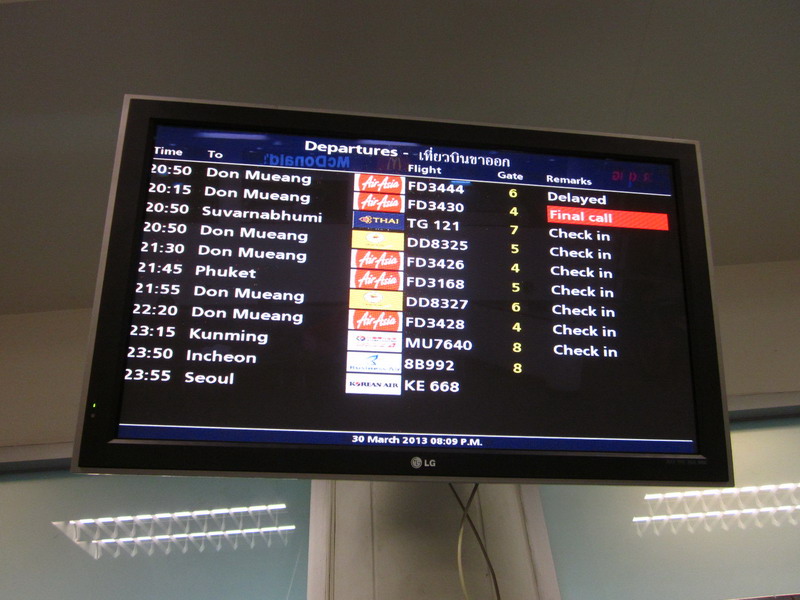 Departures - เที่ยวบินขาออก
Time To Flight Gate Remarks
20:50 Don Mueang AirAsia FD3444 6 Delayed
20:15 Don Mueang AirAsia FD3430 4 Final call
20:50 Suvarnabhumi THAI TG 121 7 Check in
20:50 Don Mueang DD8325 5 Check in
21:30 Don Mueang AirAsia FD3426 4 Check in
21:45 Phuket AirAsia FD3168 5 Check in
21:55 Don Mueang DD8327 6 Check in
22:20 Don Mueang AirAsia FD3428 4 Check in
23:15 Kunming MU7640 8 Check in
23:50 Incheon Business Air 8B992 8
23:55 Seoul KOREAN AIR KE 668
30 March 2013 08:09 P.M.
LG